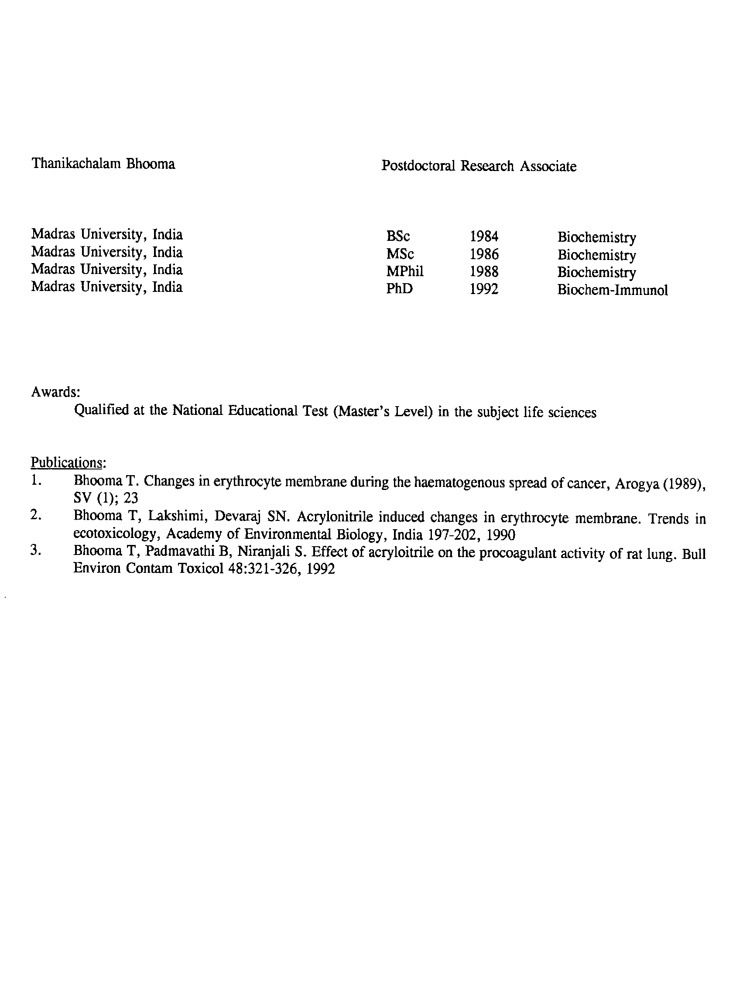 Thanikachalam Bhooma Postdoctoral Research Associate
Madras University, India BSc 1984 Biochemistry
Madras University, India MSc 1986 Biochemistry
Madras University, India MPhil 1988 Biochemistry
Madras University, India PhD 1992 Biochem-Immunol
Awards:
Qualified at the National Educational Test (Master's Level) in the subject life sciences
Publications:
1. Bhooma T. Changes in erythrocyte membrane during the haematogenous spread of cancer, Arogya (1989),
SV (1); 23
2. Bhooma T, Lakshimi, Devaraj SN. Acrylonitrile induced changes in erythrocyte membrane. Trends in
ecotoxicology, Academy of Environmental Biology, India 197-202, 1990
3. Bhooma T, Padmavathi B, Niranjali S. Effect of acryloitrile on the procoagulant activity of rat lung. Bull
Environ Contam Toxicol 48:321-326, 1992